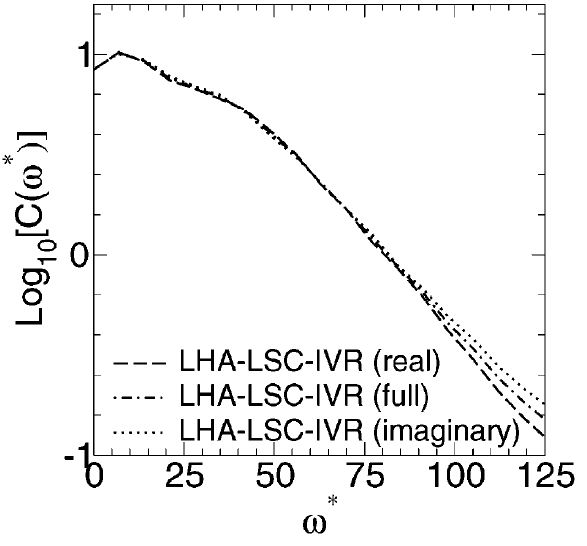 Log10[C(ω*)]
1
0
-1
LHA-LSC-IVR (real)
LHA-LSC-IVR (full)
LHA-LSC-IVR (imaginary)
0 25 50 75 100 125
ω*